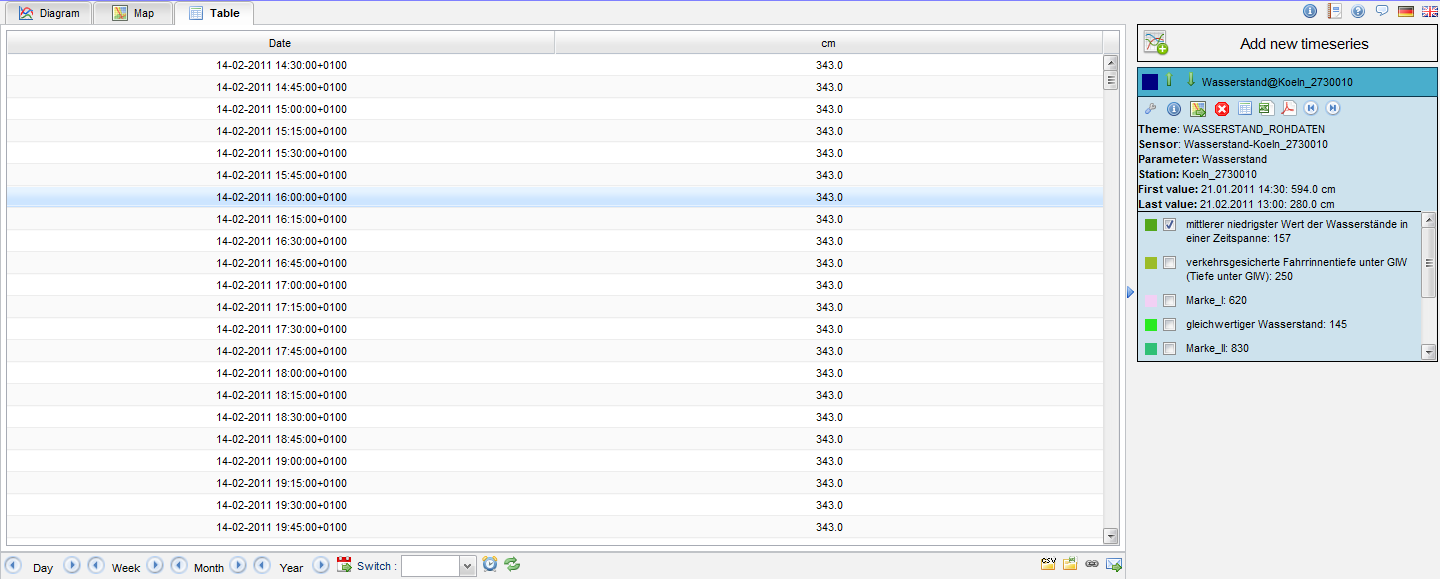 Diagram Map Table
Date cm
14-02-2011 14:30:00+0100 343.0
14-02-2011 14:45:00+0100 343.0
14-02-2011 15:00:00+0100 343.0
14-02-2011 15:15:00+0100 343.0
14-02-2011 15:30:00+0100 343.0
14-02-2011 15:45:00+0100 343.0
14-02-2011 16:00:00+0100 343.0
14-02-2011 16:15:00+0100 343.0
14-02-2011 16:30:00+0100 343.0
14-02-2011 16:45:00+0100 343.0
14-02-2011 17:00:00+0100 343.0
14-02-2011 17:15:00+0100 343.0
14-02-2011 17:30:00+0100 343.0
14-02-2011 17:45:00+0100 343.0
14-02-2011 18:00:00+0100 343.0
14-02-2011 18:15:00+0100 343.0
14-02-2011 18:30:00+0100 343.0
14-02-2011 18:45:00+0100 343.0
14-02-2011 19:00:00+0100 343.0
14-02-2011 19:15:00+0100 343.0
14-02-2011 19:30:00+0100 343.0
14-02-2011 19:45:00+0100 343.0
Day Week Month Year Switch :
CSV
Add new timeseries
Wasserstand@Koeln_2730010
Theme: WASSERSTAND_ROHDATEN
Sensor: Wasserstand-Koeln_2730010
Parameter: Wasserstand
Station: Koeln_2730010
First value: 21.01.2011 14:30: 594.0 cm
Last value: 21.02.2011 13:00: 280.0 cm
mittlerer niedrigster Wert der Wasserstände in
einer Zeitspanne: 157
verkehrsgesicherte Fahrrinnentiefe unter GlW
(Tiefe unter GlW): 250
Marke_I: 620
gleichwertiger Wasserstand: 145
Marke_II: 830